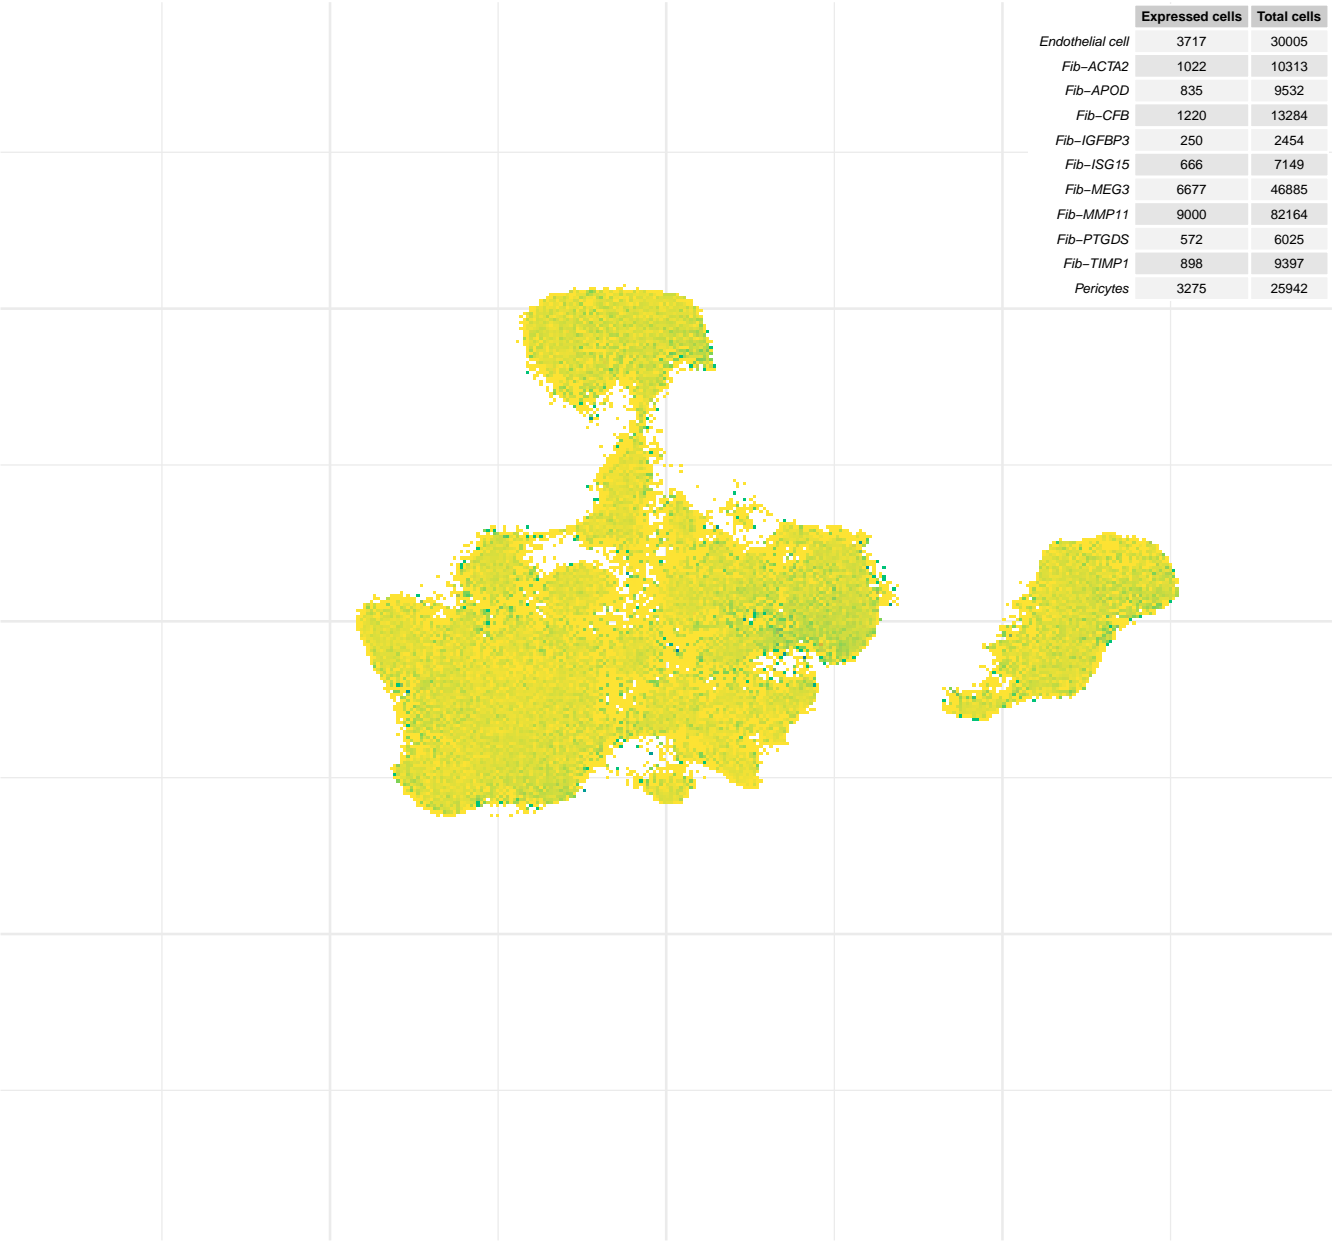 Expressed cells Total cells
Endothelial cell 3717 30005
Fib−ACTA2 1022 10313
Fib−APOD 835 9532
Fib−CFB 1220 13284
Fib−IGFBP3 250 2454
Fib−ISG15 666 7149
Fib−MEG3 6677 46885
Fib−MMP11 9000 82164
Fib−PTGDS 572 6025
Fib−TIMP1 898 9397
Pericytes 3275 25942